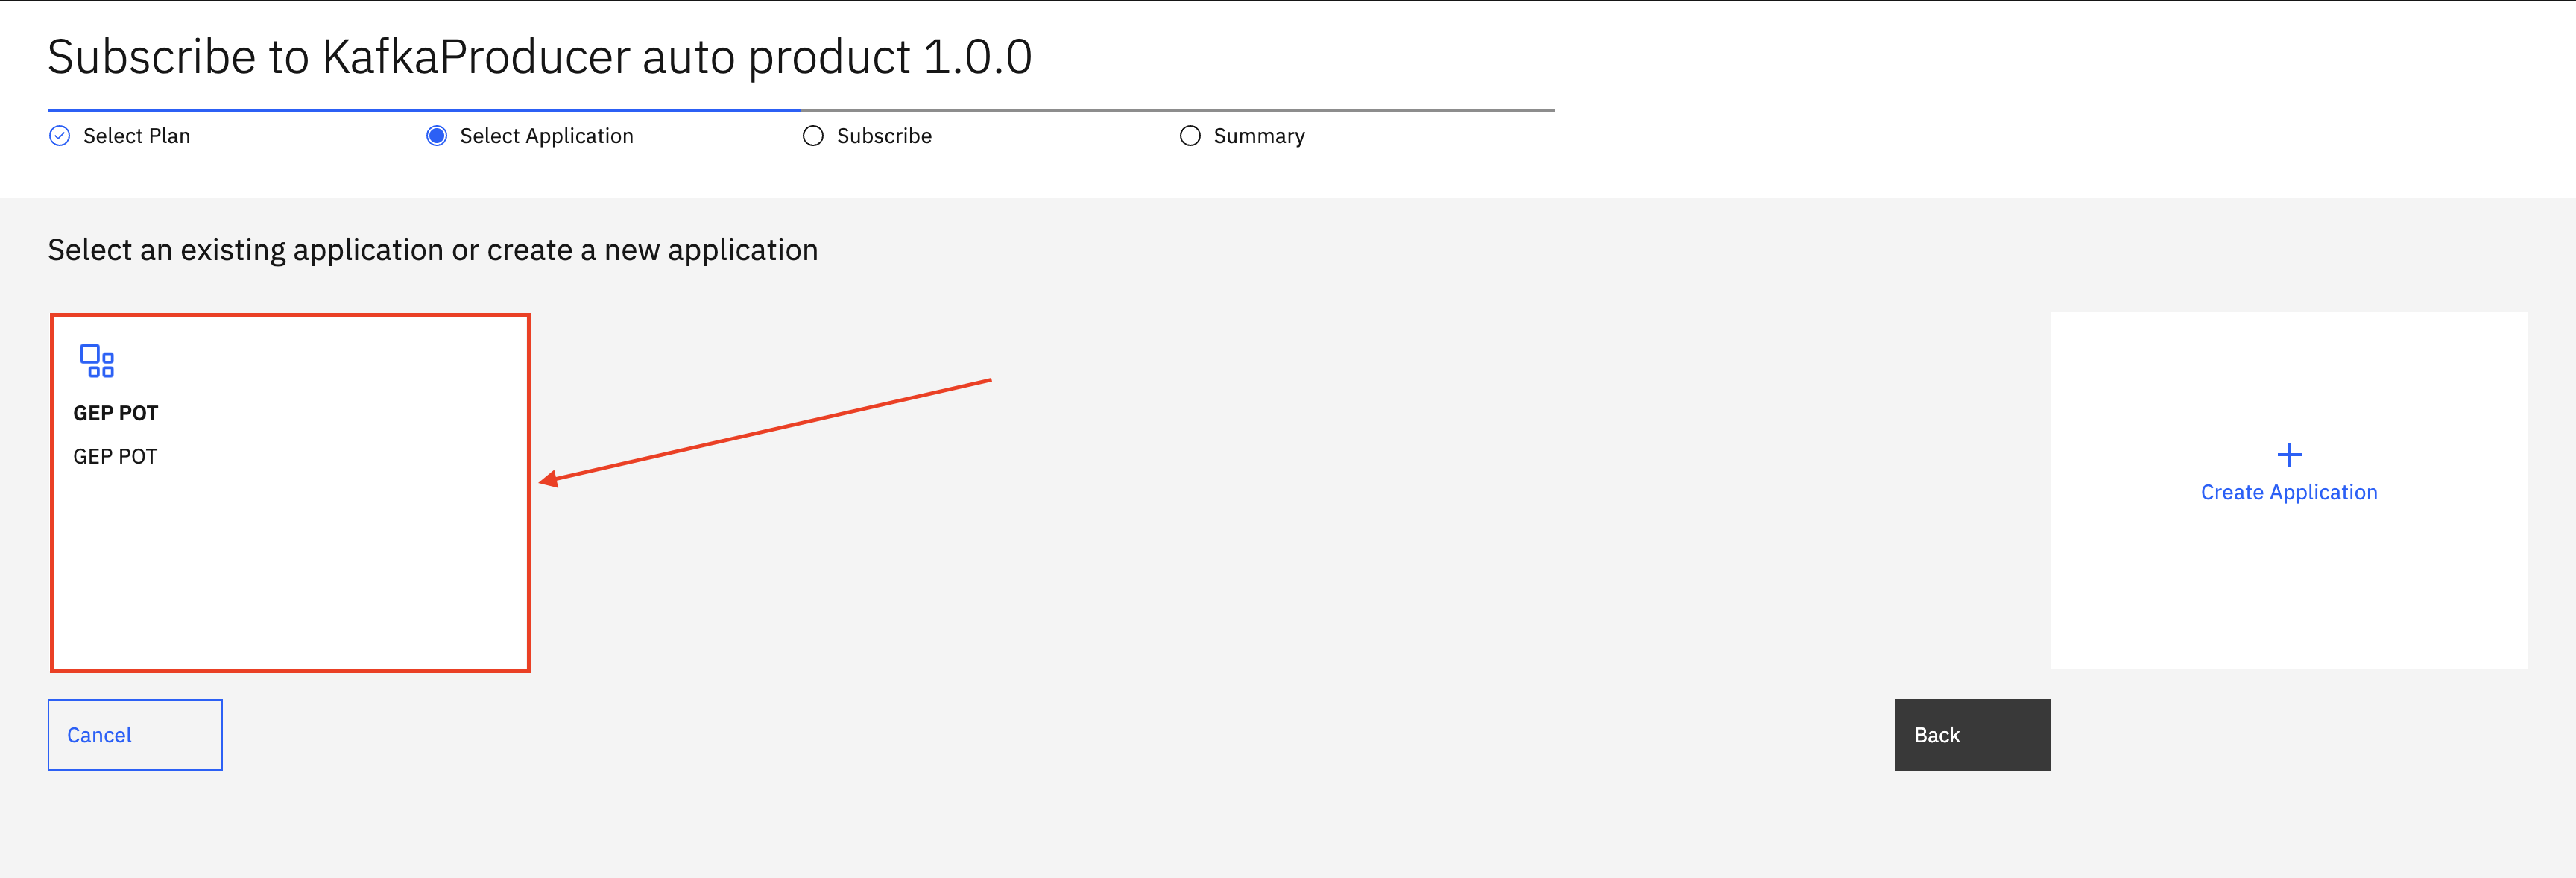 Subscribe to KafkaProducer auto product 1.0.0
Select Plan
Select Application
Subscribe
Summary
Select an existing application or create a new application
GEP POT
GEP POT
Create Application
Cancel
Back